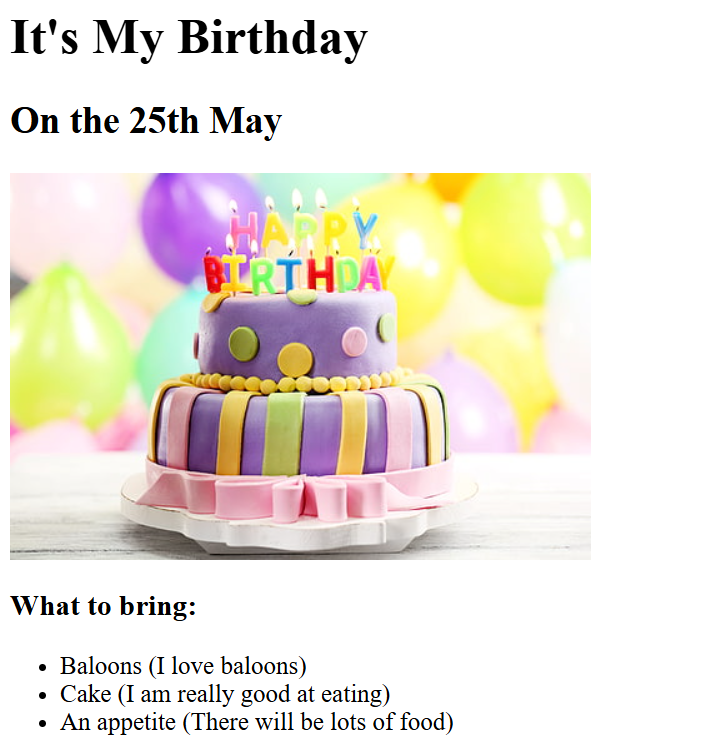 It's My Birthday
On the 25th May
HAPPY
BIRTHDAY
What to bring:
Baloons (I love baloons)
Cake (I am really good at eating)
An appetite (There will be lots of food)